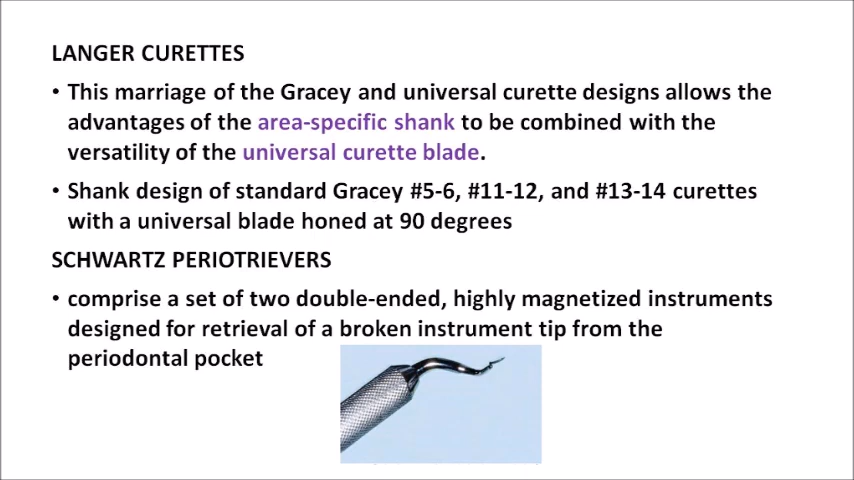 LANGER CURETTES
• This marriage of the Gracey and universal curette designs allows the
advantages of the area-specific shank to be combined with the
versatility of the universal curette blade.
• Shank design of standard Gracey #5-6, #11-12, and #13-14 curettes
with a universal blade honed at 90 degrees
SCHWARTZ PERIOTRIEVERS
• comprise a set of two double-ended, highly magnetized instruments
designed for retrieval of a broken instrument tip from the
periodontal pocket